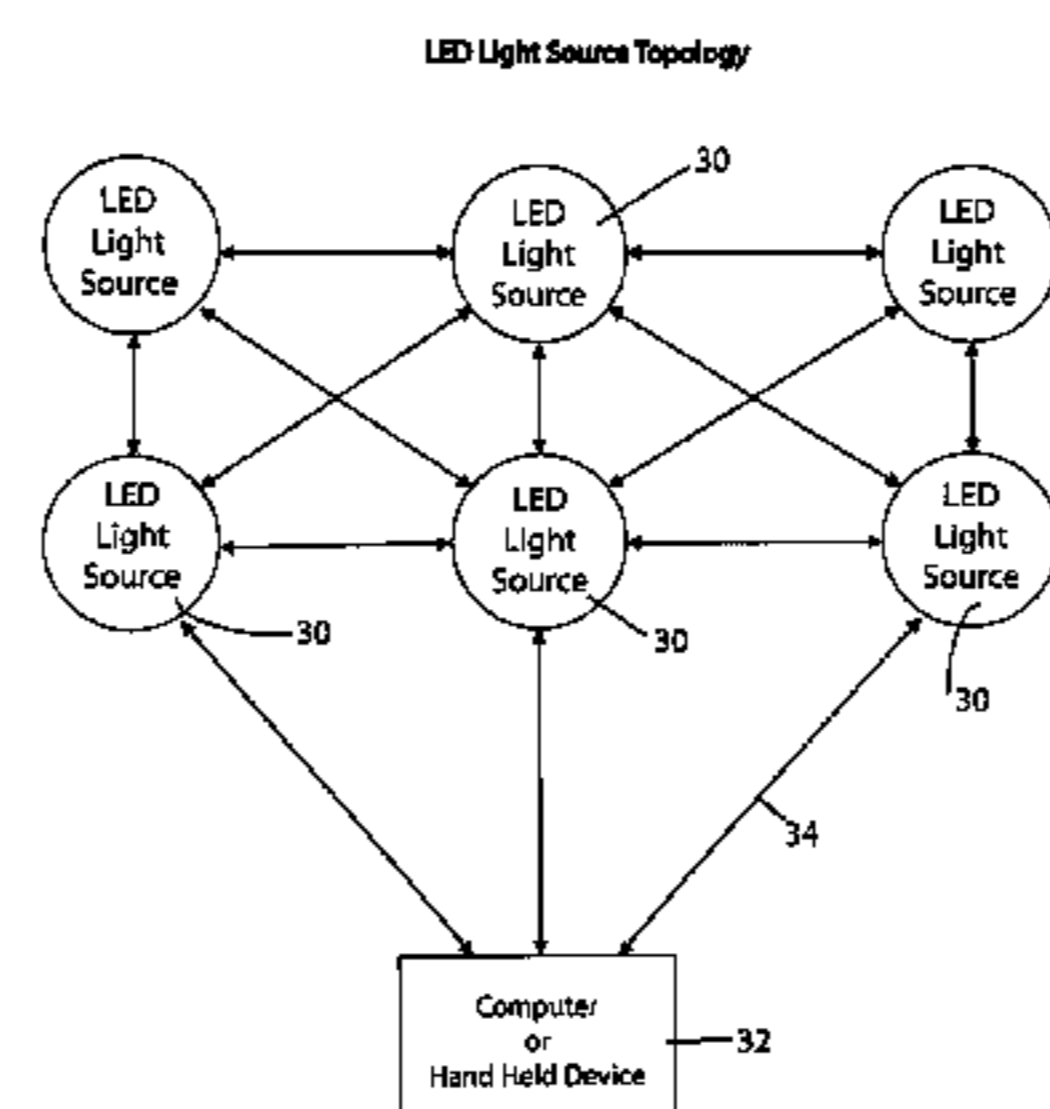 LED Light Source Topology
LED
Light
Source
LED
Light
Source
30
LED
Light
Source
LED
Light
Source
30
LED
Light
Source
30
LED
Light
Source
30
34
Computer
or
Hand Held Device
32